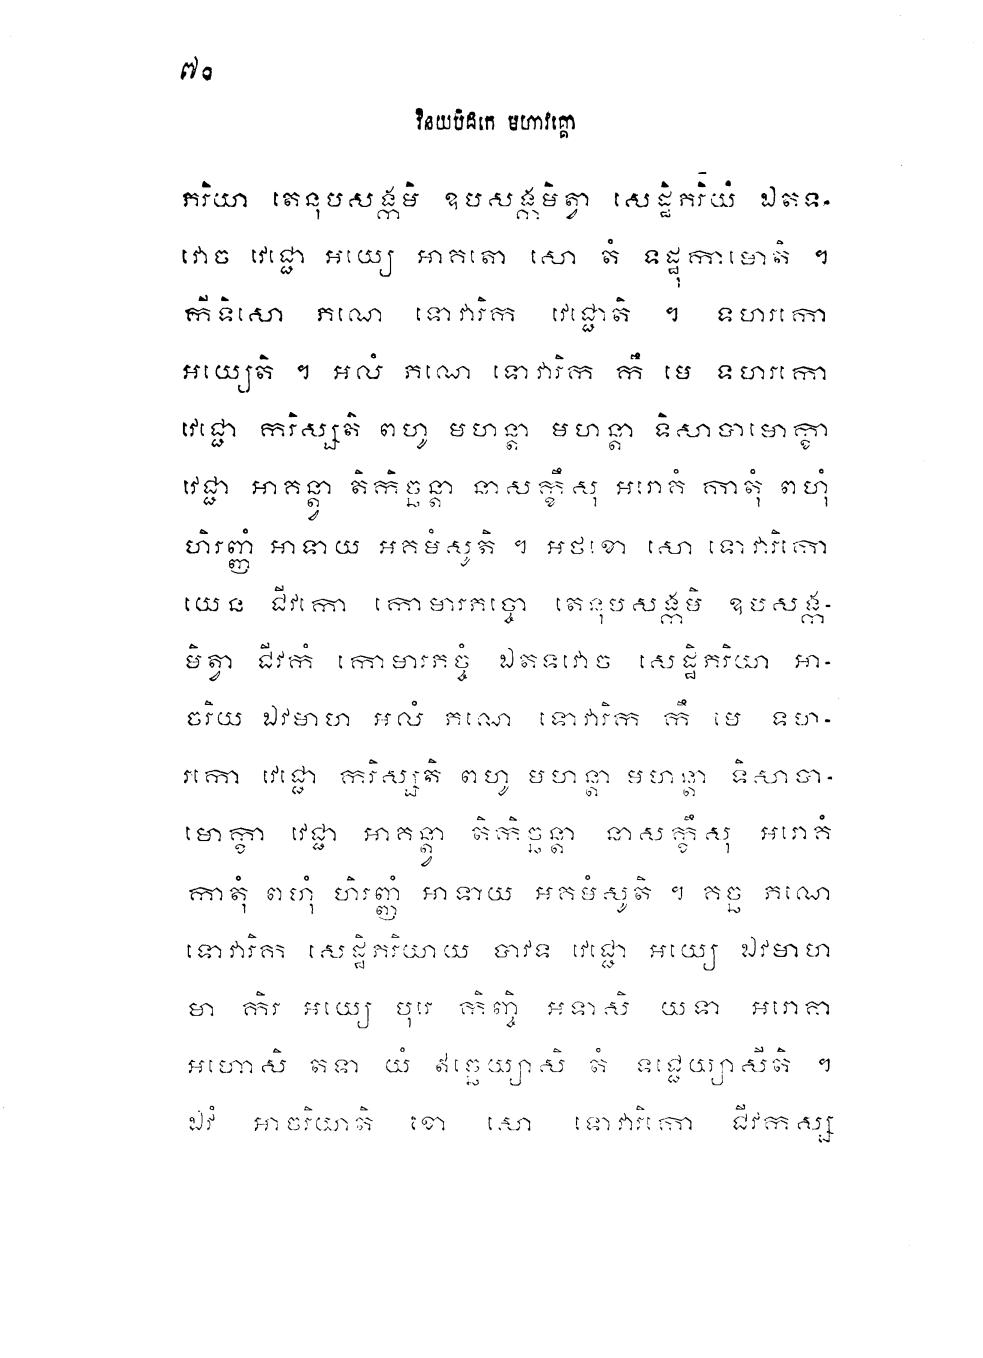 ៧០
វិនយបិដកេ មហាវគ្គោ
ភរិយា តេនុបសង្កមិ ឧបសង្កមិត្វា សេដ្ឋិភរិយំ ឯតទ-
វោច វេជ្ជោ អយ្យេ អាគតោ សោ តំ ទដ្ឋុកាមោតិ ។
កីទិសោ ភណេ ទោវារិក វេជ្ជោតិ ។ ទហរកោ
អយ្យេតិ ។ អលំ ភណេ ទោវារិក កឹ មេ ទហរកោ
វេជ្ជោ ករិស្សតិ ពហូ មហន្តា មហន្តា ទិសាបាមោក្ខា
វេជ្ជា អាគន្ត្វា តិកិច្ឆន្តា នាសក្ខឹសុ អរោគំ កាតុំ ពហុំ
ហិរញ្ញំ អាទាយ អគមំសូតិ ។ អថខោ សោ ទោវារិកោ
យេន ជីវកោ កោមារភច្ចោ តេនុបសង្កមិ ឧបសង្ក-
មិត្វា ជីវកំ កោមារភច្ចំ ឯតទវោច សេដ្ឋិភរិយា អា-
ចរិយ ឯវមាហ អលំ ភណេ ទោវារិក កឹ មេ ទហ-
រកោ វេជ្ជោ ករិស្សតិ ពហូ មហន្តា មហន្តា ទិសាបា-
មោក្ខា វេជ្ជា អាគន្ត្វា តិកិច្ឆន្តា នាសក្ខឹសុ អរោគំ
កាតុំ ពហុំ ហិរញ្ញំ អាទាយ អគមំសូតិ ។ គច្ឆ ភណេ
ទោវារិក សេដ្ឋិភរិយាយ បាវទ វេជ្ជោ អយ្យេ ឯវមាហ
មា កិរ អយ្យេ បុរេ កិញ្ចិ អទាសិ យទា អរោគា
អហោសិ តទា យំ ឥច្ឆេយ្យាសិ តំ ទជ្ជេយ្យាសីតិ ។
ឯវំ អាចរិយាតិ ខោ សោ ទោវារិកោ ជីវកស្ស